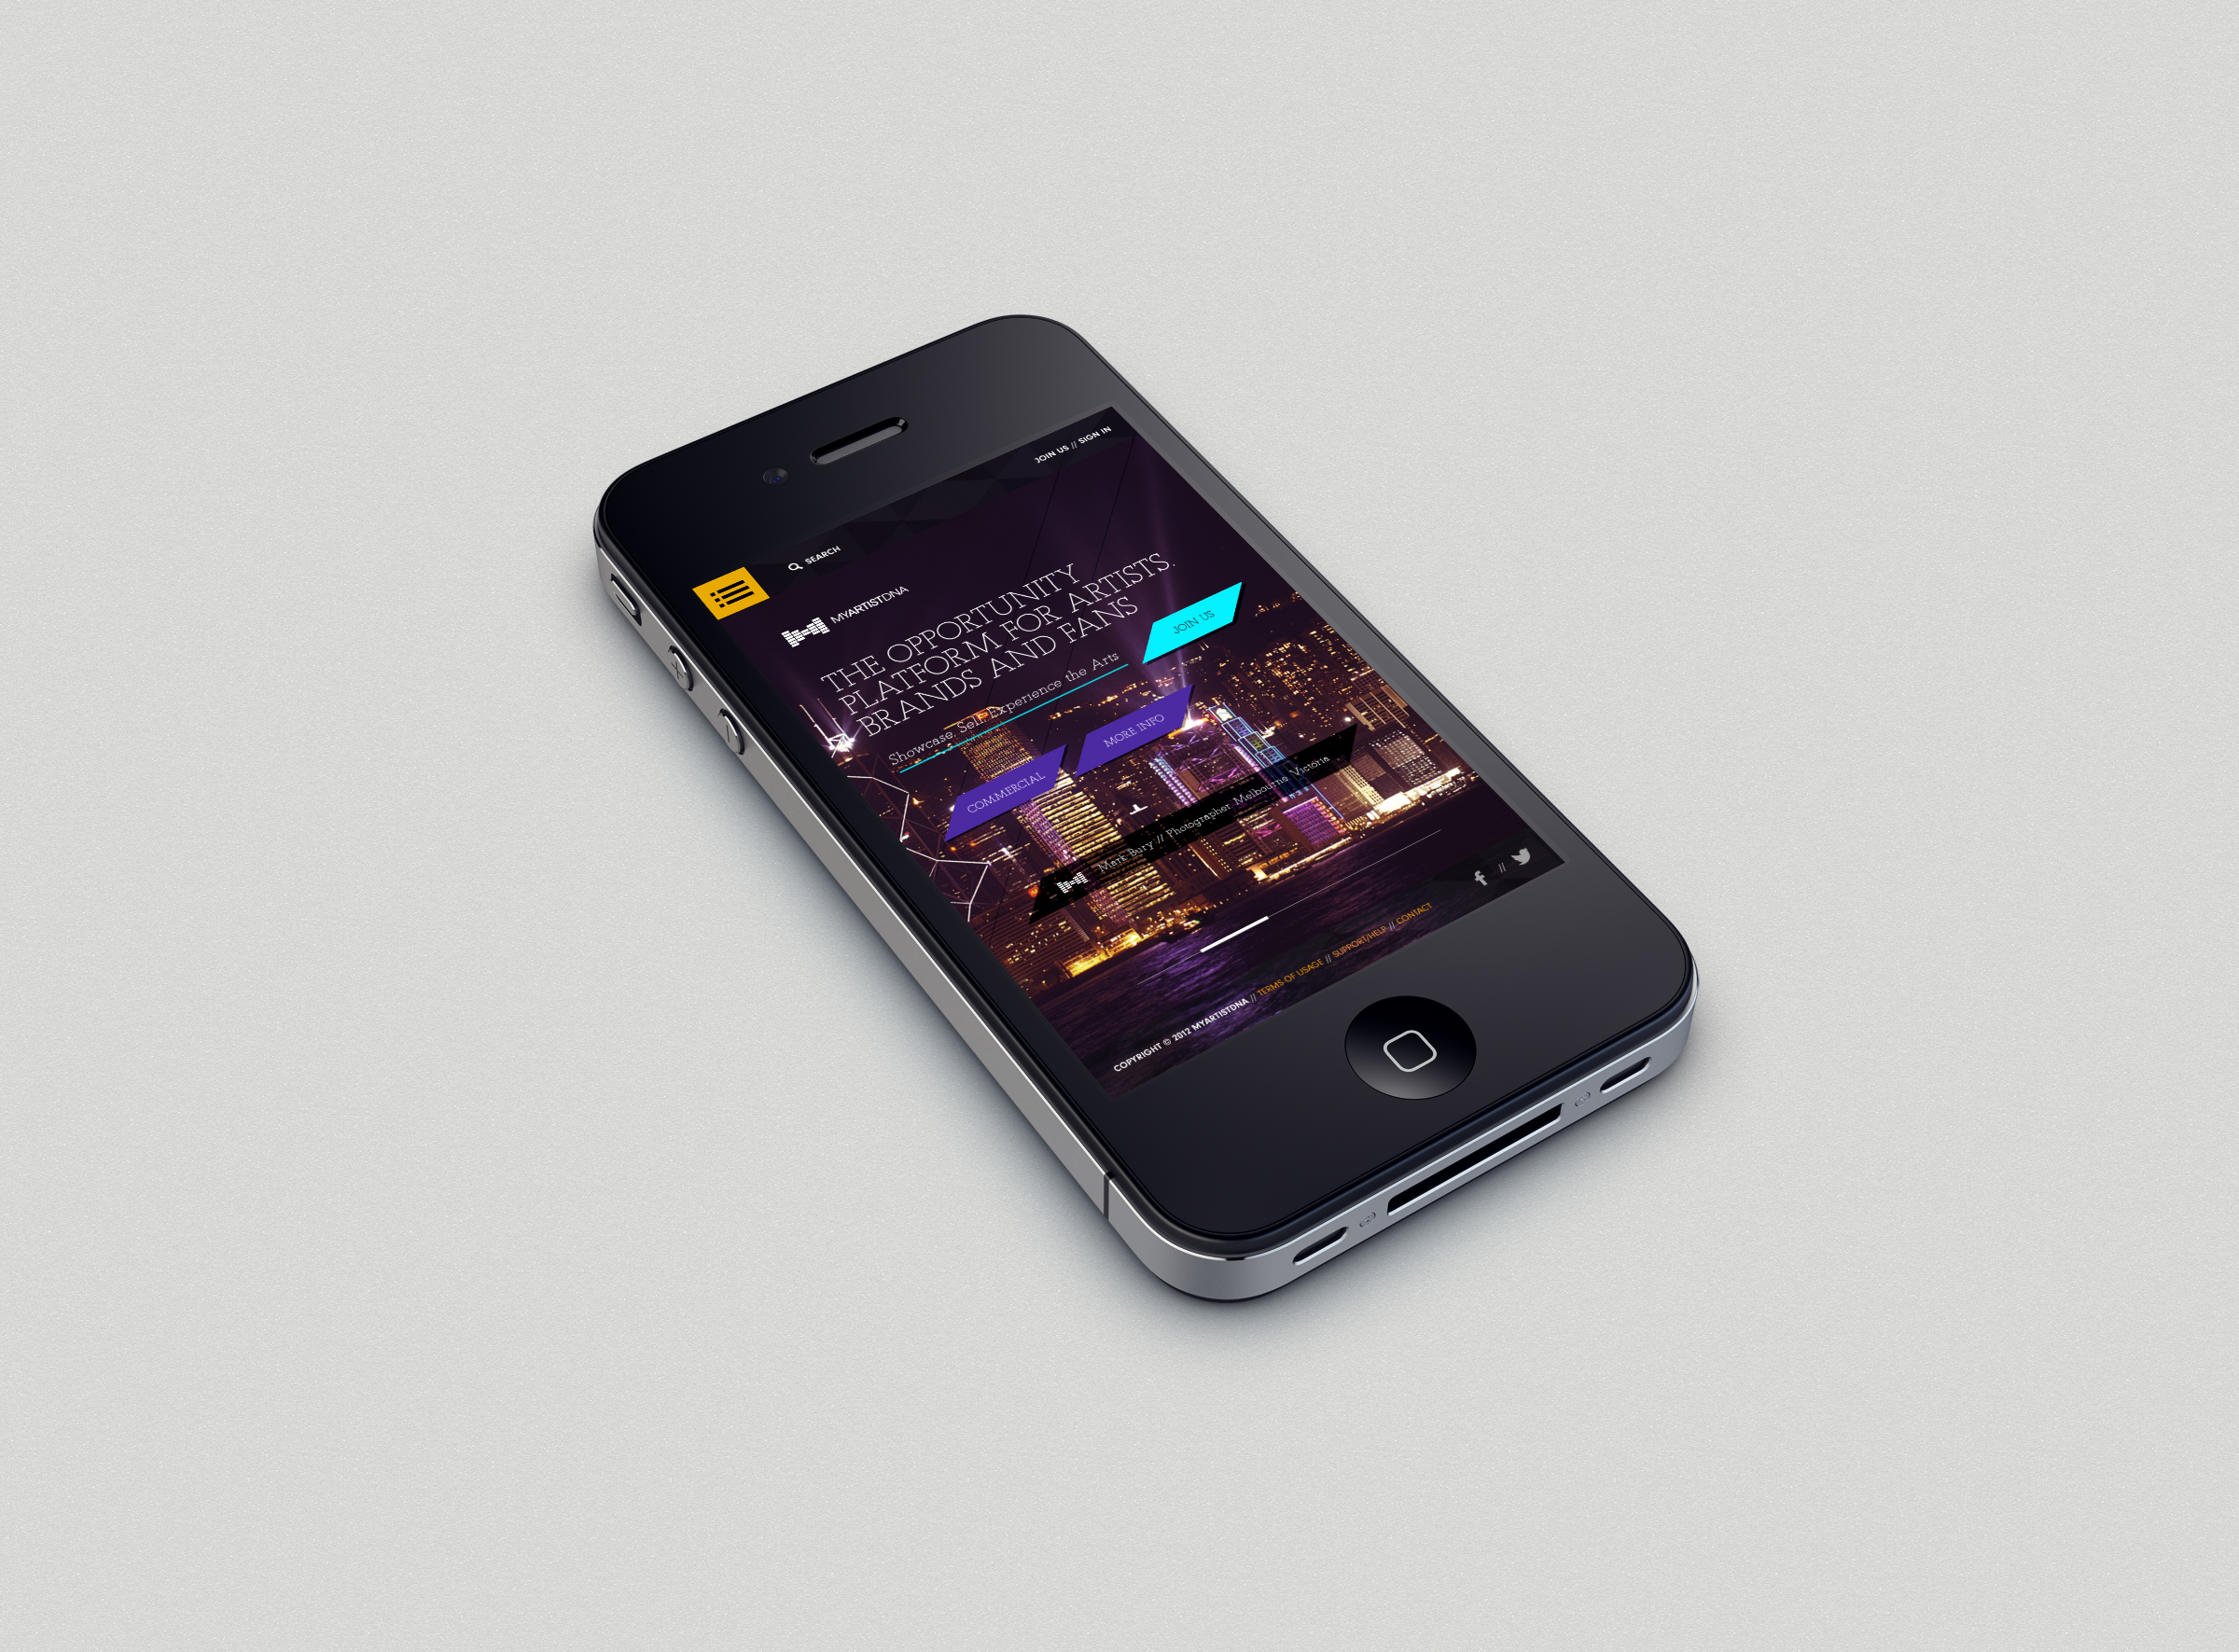 JOIN US // SIGN IN
SEARCH
MYARTISTDNA
THE OPPORTUNITY
PLATFORM FOR ARTISTS.
BRANDS AND FANS
JOIN US
Showcase. Sell. Experience the Arts
COMMERCIAL
MORE INFO
Mark Bury // Photographer. Melbourne Victoria
COPYRIGHT © 2012 MYARTISTDNA // TERMS OF USAGE // SUPPORT/HELP // CONTACT
//